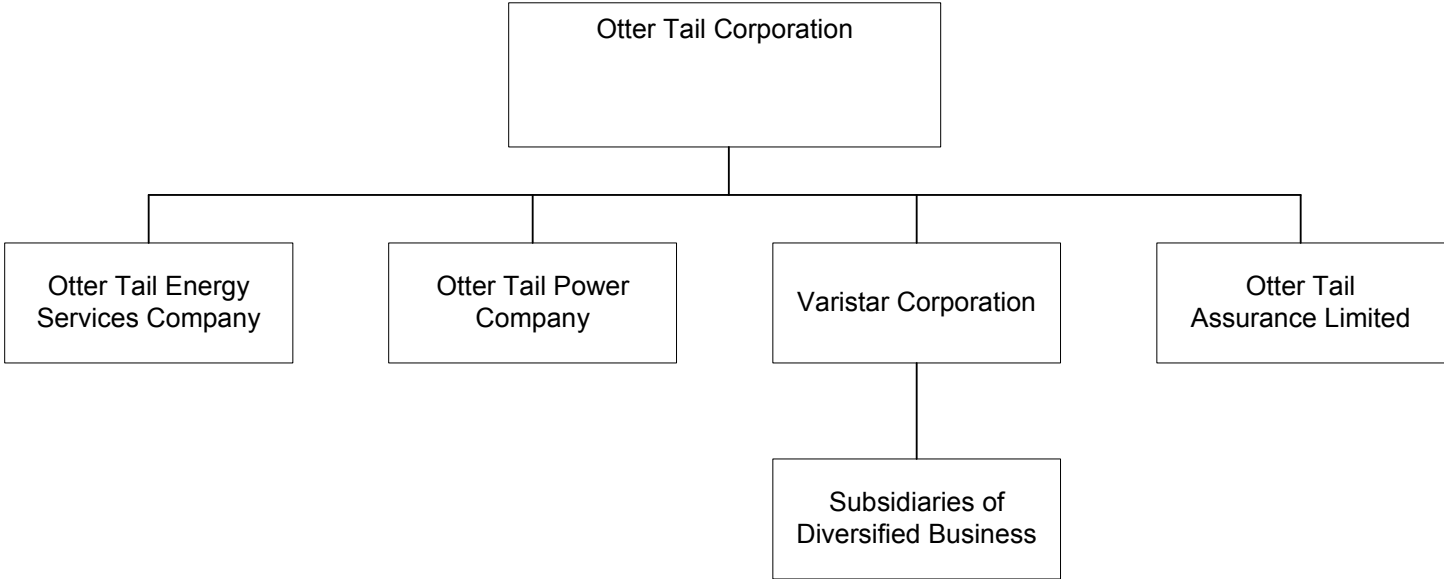 Otter Tail Corporation
Otter Tail Energy
Services Company
Otter Tail Power
Company
Varistar Corporation
Otter Tail
Assurance Limited
Subsidiaries of
Diversified Business